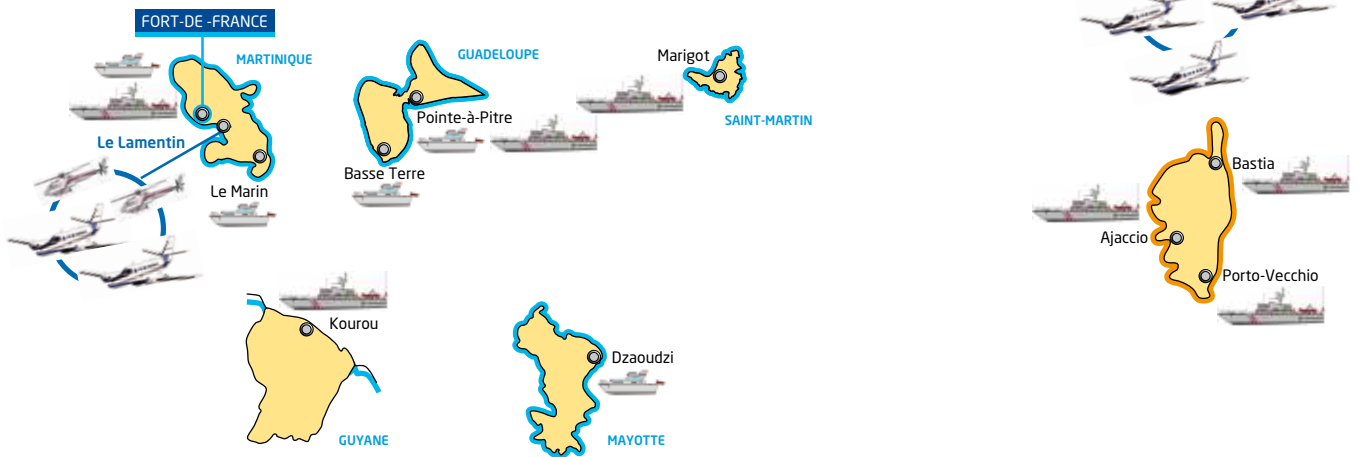 FORT-DE -FRANCE
MARTINIQUE
GUADELOUPE
Marigot
SAINT-MARTIN
Pointe-à-Pitre
Le Lamentin
Basse Terre
Le Marin
Bastia
Ajaccio
Porto-Vecchio
Kourou
Dzaoudzi
GUYANE
MAYOTTE